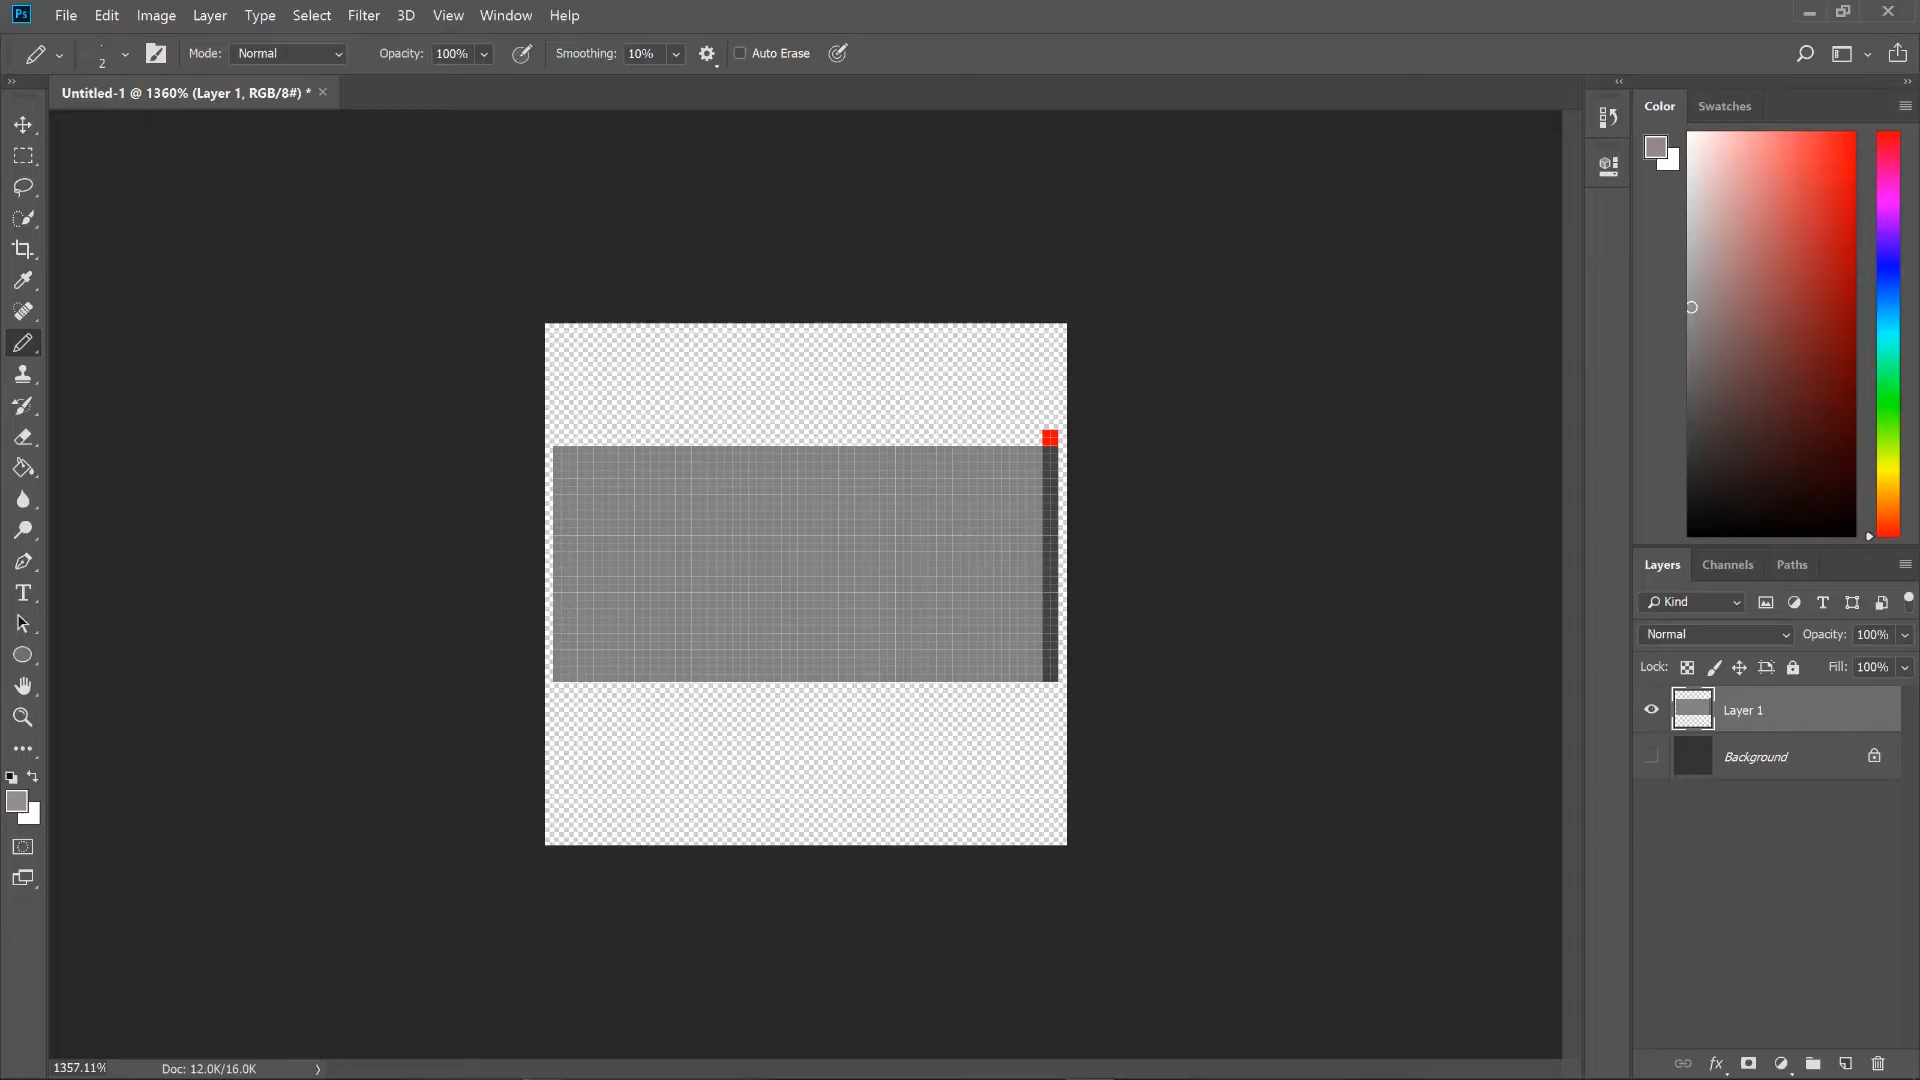 Ps File Edit Image Layer Type Select Filter 3D View Window Help
2 Mode: Normal Opacity: 100% Smoothing: 10% Auto Erase
Untitled-1 @ 1360% (Layer 1, RGB/8#) * ×
Color Swatches
Layers Channels Paths
Kind
Normal Opacity: 100%
Lock: Fill: 100%
Layer 1
Background
fx
1357.11% Doc: 12.0K/16.0K